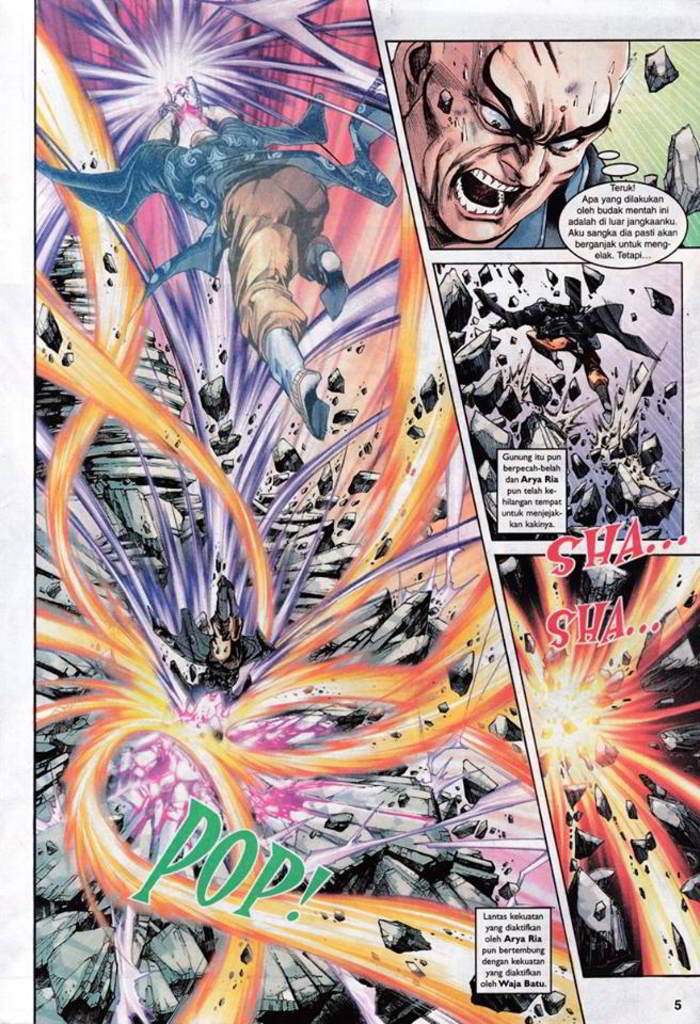 Teruk!
Apa yang dilakukan
oleh budak mentah ini
adalah di luar jangkaanku.
Aku sangka dia pasti akan
berganjak untuk meng-
elak. Tetapi...
Gunung itu pun
berpecah-belah
dan Arya Ria
pun telah ke-
hilangan tempat
untuk menjejak-
kan kakinya.
SHA...
SHA...
POP!
Lantas kekuatan
yang diaktifkan
oleh Arya Ria
pun bertembung
dengan kekuatan
yang diaktifkan
oleh Waja Batu.
5